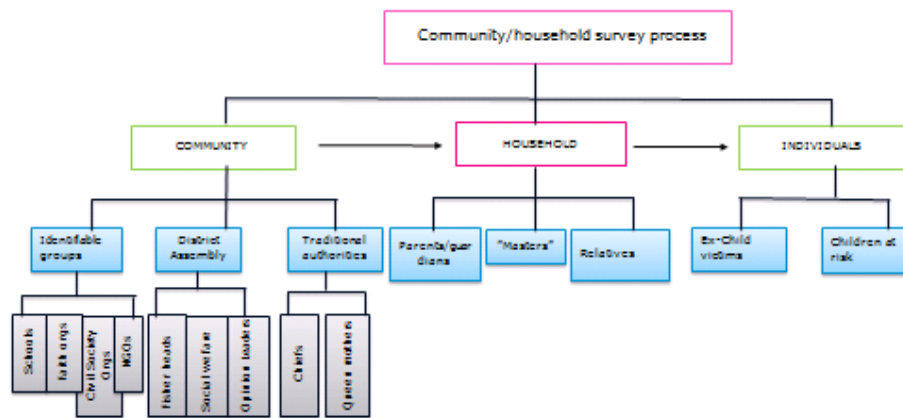 Community/household survey process
COMMUNITY
HOUSEHOLD
INDIVIDUALS
Identifiable
groups
District
Assembly
Traditional
authorities
Parents/guar
dians
"Masters"
Relatives
Ex-Child
victims
Children at
risk
Schools
faith orgs
Civil Society
Orgs
NGOs
Fisher heads
Social welfare
Opinion leaders
Chiefs
Queen mothers